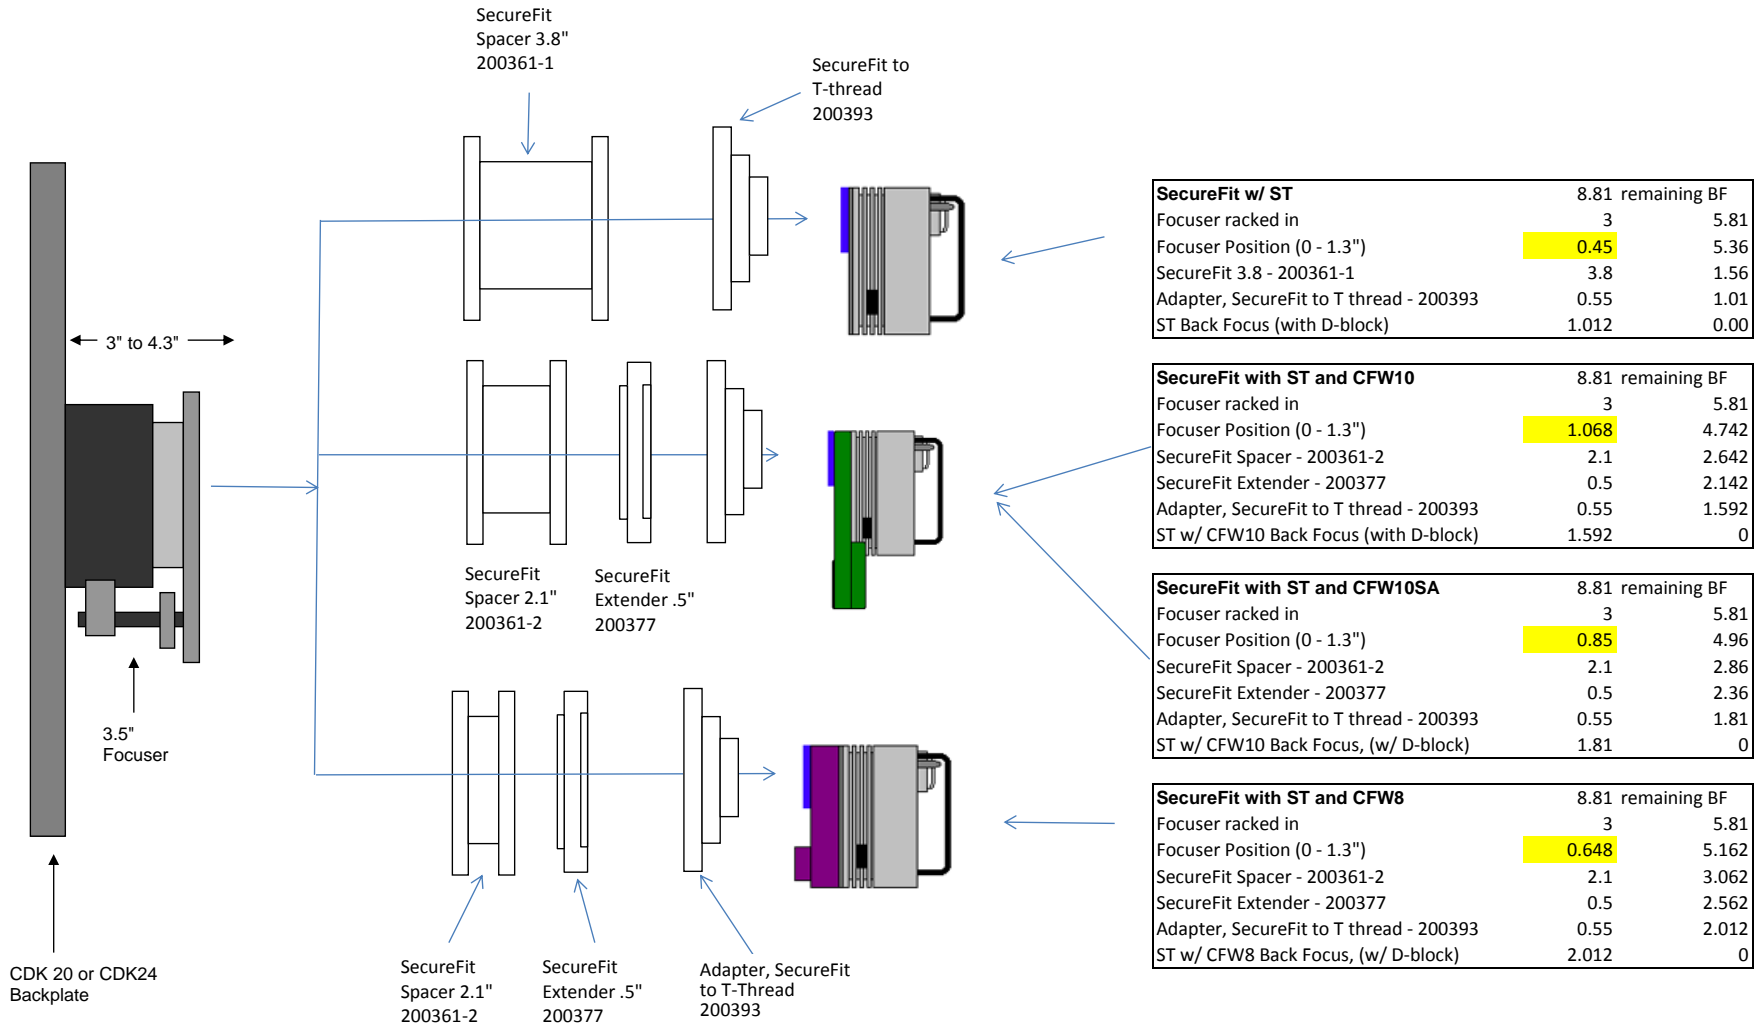 SecureFit
Spacer 3.8"
200361-1
SecureFit to
T-thread
200393
3" to 4.3"
3.5"
Focuser
CDK 20 or CDK24
Backplate
SecureFit
Spacer 2.1"
200361-2
SecureFit
Extender .5"
200377
SecureFit
Spacer 2.1"
200361-2
SecureFit
Extender .5"
200377
Adapter, SecureFit
to T-Thread
200393
SecureFit w/ ST 8.81 remaining BF
Focuser racked in 3 5.81
Focuser Position (0 - 1.3") 0.45 5.36
SecureFit 3.8 - 200361-1 3.8 1.56
Adapter, SecureFit to T thread - 200393 0.55 1.01
ST Back Focus (with D-block) 1.012 0.00
SecureFit with ST and CFW10 8.81 remaining BF
Focuser racked in 3 5.81
Focuser Position (0 - 1.3") 1.068 4.742
SecureFit Spacer - 200361-2 2.1 2.642
SecureFit Extender - 200377 0.5 2.142
Adapter, SecureFit to T thread - 200393 0.55 1.592
ST w/ CFW10 Back Focus (with D-block) 1.592 0
SecureFit with ST and CFW10SA 8.81 remaining BF
Focuser racked in 3 5.81
Focuser Position (0 - 1.3") 0.85 4.96
SecureFit Spacer - 200361-2 2.1 2.86
SecureFit Extender - 200377 0.5 2.36
Adapter, SecureFit to T thread - 200393 0.55 1.81
ST w/ CFW10 Back Focus, (w/ D-block) 1.81 0
SecureFit with ST and CFW8 8.81 remaining BF
Focuser racked in 3 5.81
Focuser Position (0 - 1.3") 0.648 5.162
SecureFit Spacer - 200361-2 2.1 3.062
SecureFit Extender - 200377 0.5 2.562
Adapter, SecureFit to T thread - 200393 0.55 2.012
ST w/ CFW8 Back Focus, (w/ D-block) 2.012 0